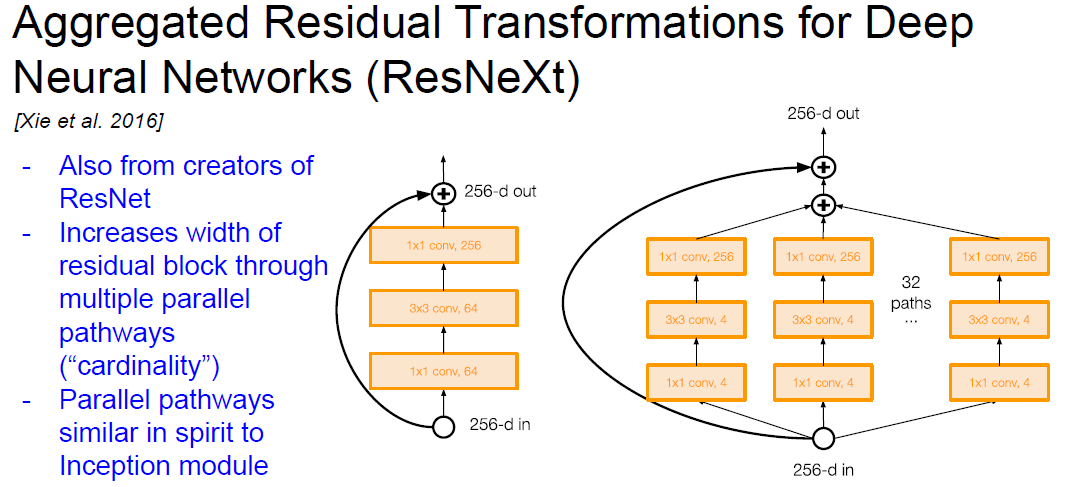 Aggregated Residual Transformations for Deep
Neural Networks (ResNeXt)
[Xie et al. 2016]
- Also from creators of
ResNet
- Increases width of
residual block through
multiple parallel
pathways
(“cardinality”)
- Parallel pathways
similar in spirit to
Inception module
256-d out
1x1 conv, 256
3x3 conv, 64
1x1 conv, 64
256-d in
256-d out
1x1 conv, 256 1x1 conv, 256 1x1 conv, 256
32
paths
...
3x3 conv, 4 3x3 conv, 4 3x3 conv, 4
1x1 conv, 4 1x1 conv, 4 1x1 conv, 4
256-d in